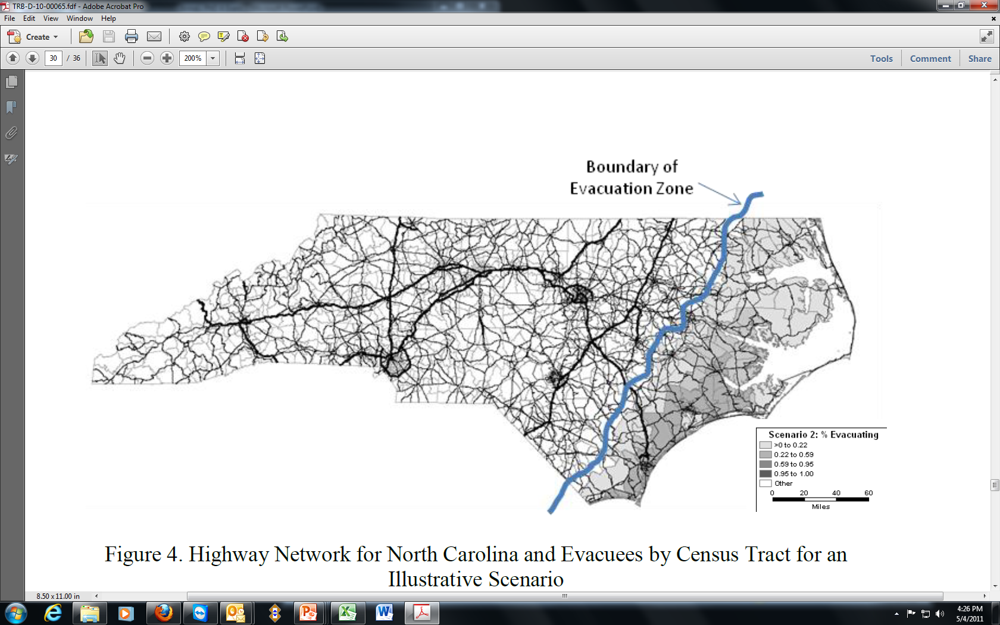 TRB-D-10-00065.fdf - Adobe Acrobat Pro
File Edit View Window Help
Create
30 / 36
200%
Tools Comment Share
Boundary of
Evacuation Zone
Scenario 2: % Evacuating
>0 to 0.22
0.22 to 0.59
0.59 to 0.95
0.95 to 1.00
Other
0 20 40 60
Miles
Figure 4. Highway Network for North Carolina and Evacuees by Census Tract for an
Illustrative Scenario
8.50 x 11.00 in
4:26 PM
5/4/2011